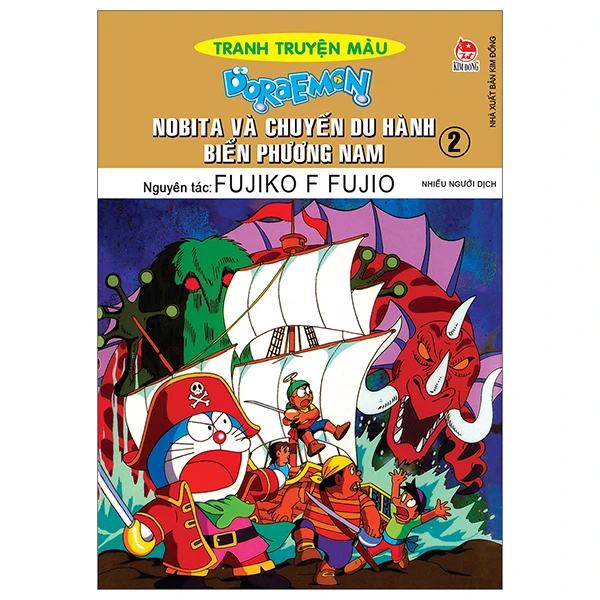 TRANH TRUYỆN MÀU
DORAEMON
NOBITA VÀ CHUYẾN DU HÀNH
BIỂN PHƯƠNG NAM
2
Nguyên tác: FUJIKO F FUJIO
NHIỀU NGƯỜI DỊCH
KIM ĐỒNG
NHÀ XUẤT BẢN KIM ĐỒNG